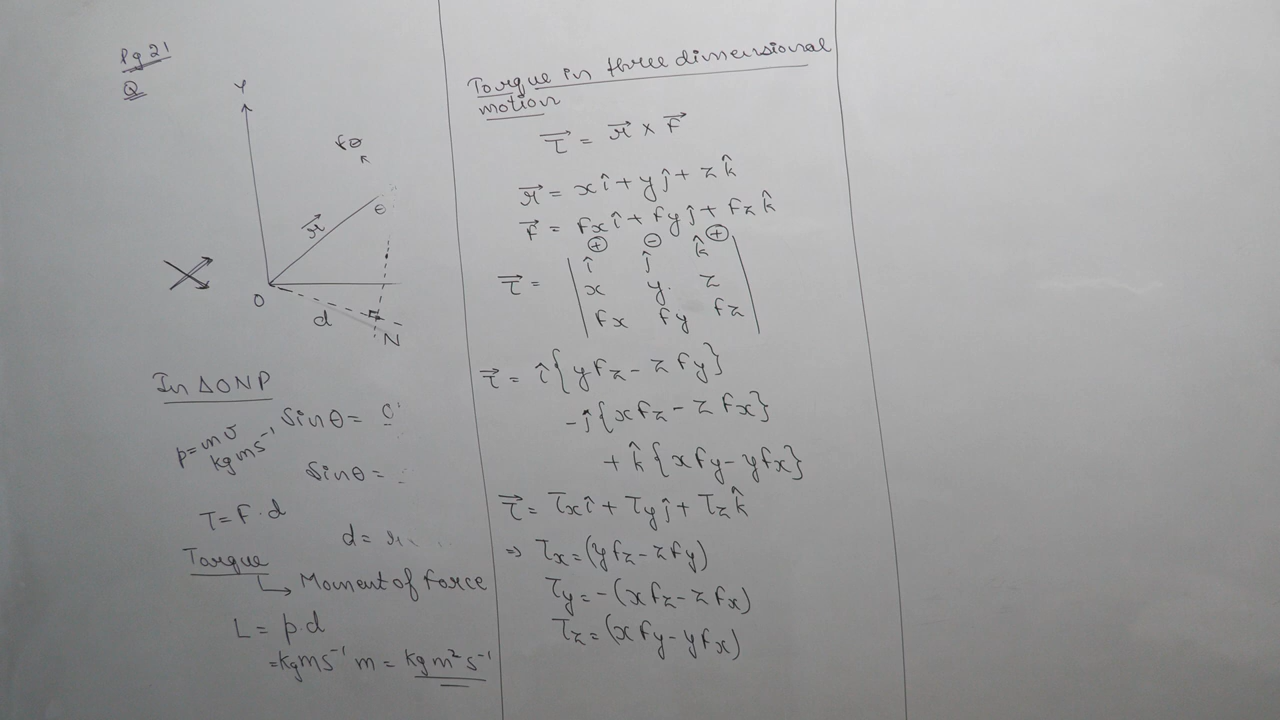 Pg 21
Q
Y
Fθ
r⃗
θ
O
d
N
In ΔONP
Sinθ =
p = mv
kgms⁻¹
Sinθ =
τ = F·d
d = r
Torque
↳ Moment of force
L = p.d
= kgms⁻¹ m = kgm²s⁻¹
Torque in three dimensional
motion
τ⃗ = r⃗ × F⃗
r⃗ = xî + yĵ + zk̂
F⃗ = Fxî + Fyĵ + Fzk̂
⊕ ⊖ ⊕
î ĵ k̂
τ⃗ = x y z
Fx Fy Fz
τ⃗ = î{yFz - zFy}
-ĵ{xFz - zFx}
+ k̂{xFy - yFx}
τ⃗ = τxî + τyĵ + τzk̂
⇒ τx = (yFz - zFy)
τy = -(xFz - zFx)
τz = (xFy - yFx)